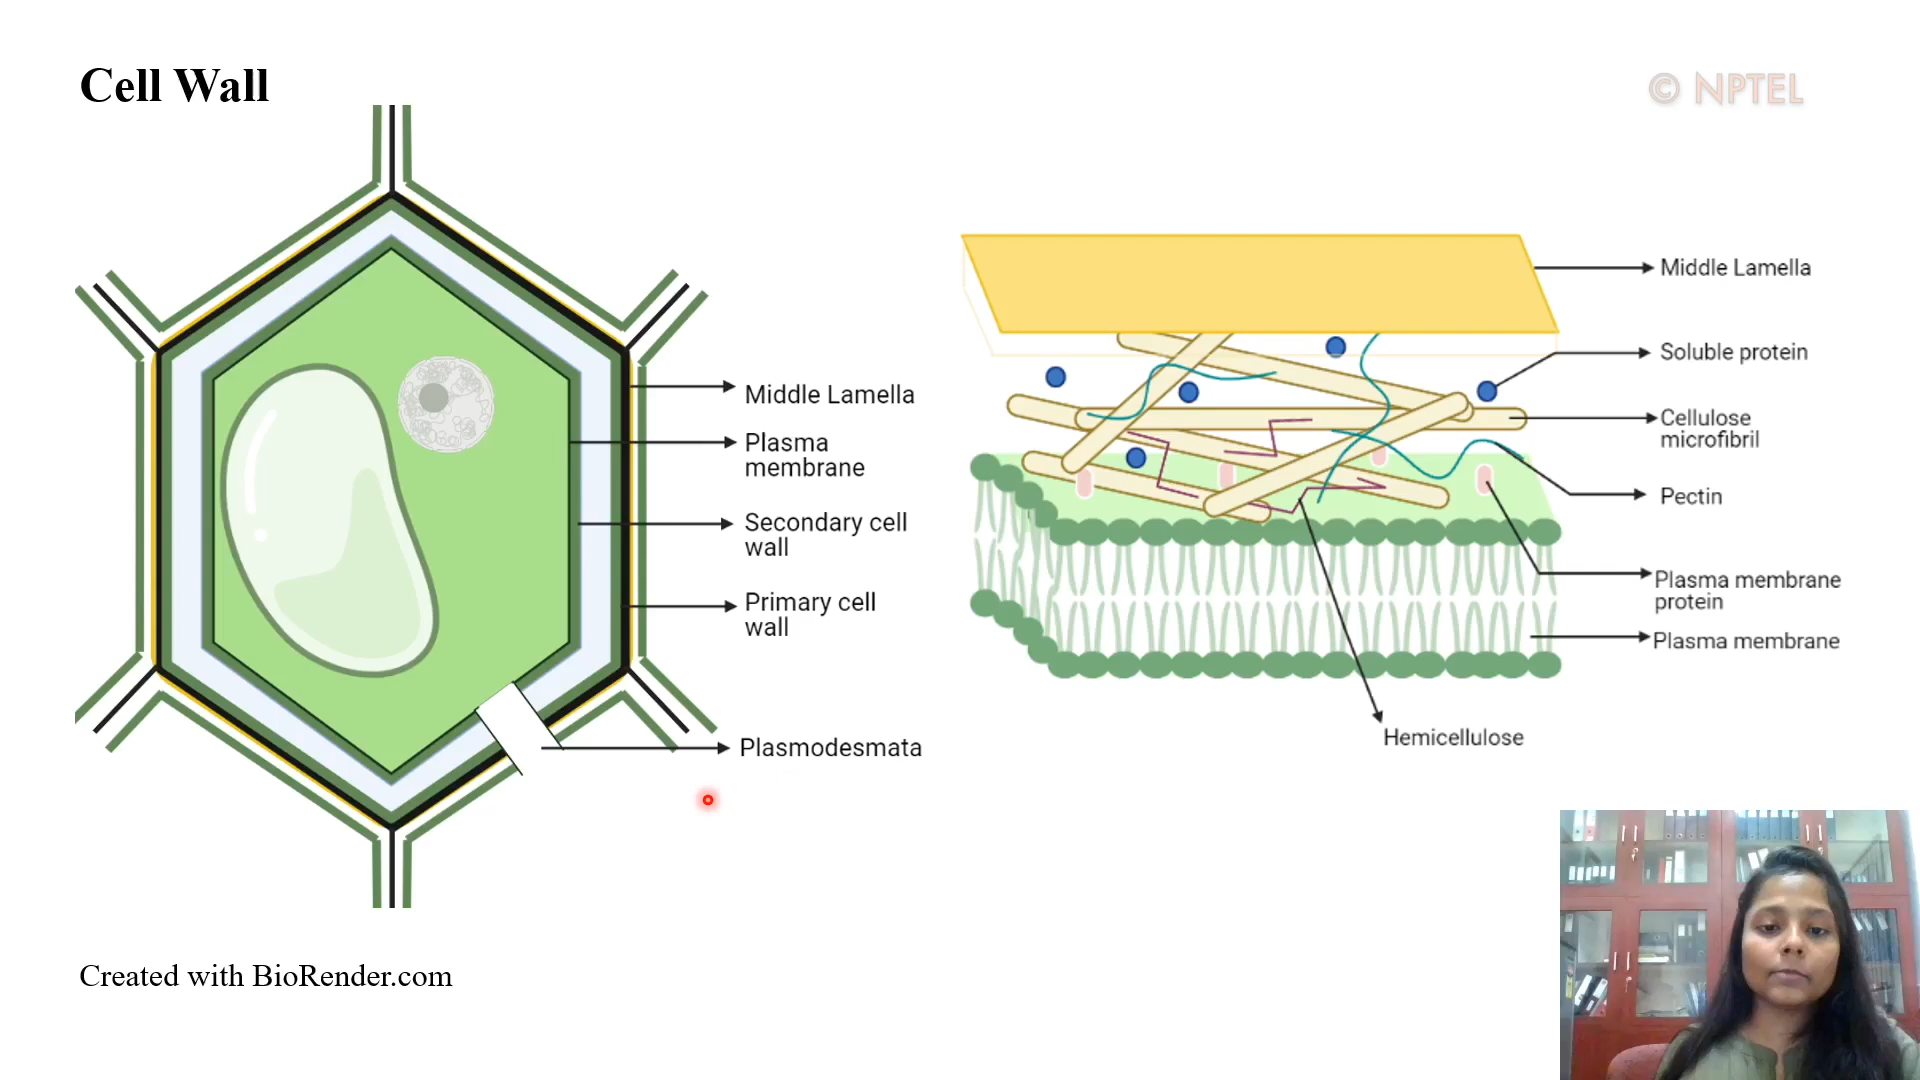 Cell Wall
© NPTEL
Middle Lamella
Plasma
membrane
Secondary cell
wall
Primary cell
wall
Plasmodesmata
Middle Lamella
Soluble protein
Cellulose
microfibril
Pectin
Plasma membrane
protein
Plasma membrane
Hemicellulose
Created with BioRender.com